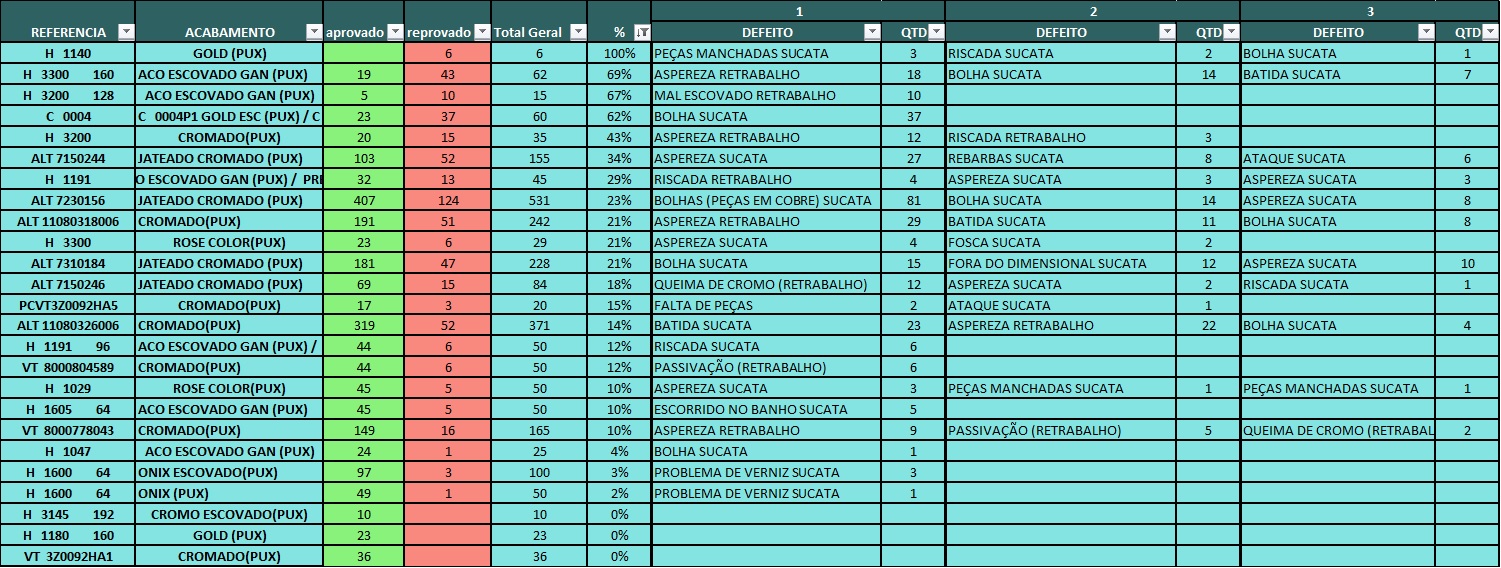 1 2 3
REFERENCIA ACABAMENTO aprovado reprovado Total Geral % DEFEITO QTD DEFEITO QTD DEFEITO QTD
H 1140 GOLD (PUX) 6 6 100% PEÇAS MANCHADAS SUCATA 3 RISCADA SUCATA 2 BOLHA SUCATA 1
H 3300 160 ACO ESCOVADO GAN (PUX) 19 43 62 69% ASPEREZA RETRABALHO 18 BOLHA SUCATA 14 BATIDA SUCATA 7
H 3200 128 ACO ESCOVADO GAN (PUX) 5 10 15 67% MAL ESCOVADO RETRABALHO 10
C 0004 C 0004P1 GOLD ESC (PUX) / C 23 37 60 62% BOLHA SUCATA 37
H 3200 CROMADO(PUX) 20 15 35 43% ASPEREZA RETRABALHO 12 RISCADA RETRABALHO 3
ALT 7150244 JATEADO CROMADO (PUX) 103 52 155 34% ASPEREZA SUCATA 27 REBARBAS SUCATA 8 ATAQUE SUCATA 6
H 1191 O ESCOVADO GAN (PUX) / PRI 32 13 45 29% RISCADA RETRABALHO 4 ASPEREZA SUCATA 3 ASPEREZA SUCATA 3
ALT 7230156 JATEADO CROMADO (PUX) 407 124 531 23% BOLHAS (PEÇAS EM COBRE) SUCATA 81 BOLHA SUCATA 14 ASPEREZA SUCATA 8
ALT 11080318006 CROMADO(PUX) 191 51 242 21% ASPEREZA RETRABALHO 29 BATIDA SUCATA 11 BOLHA SUCATA 8
H 3300 ROSE COLOR(PUX) 23 6 29 21% ASPEREZA SUCATA 4 FOSCA SUCATA 2
ALT 7310184 JATEADO CROMADO (PUX) 181 47 228 21% BOLHA SUCATA 15 FORA DO DIMENSIONAL SUCATA 12 ASPEREZA SUCATA 10
ALT 7150246 JATEADO CROMADO (PUX) 69 15 84 18% QUEIMA DE CROMO (RETRABALHO) 12 ASPEREZA SUCATA 2 RISCADA SUCATA 1
PCVT3Z0092HA5 CROMADO(PUX) 17 3 20 15% FALTA DE PEÇAS 2 ATAQUE SUCATA 1
ALT 11080326006 CROMADO(PUX) 319 52 371 14% BATIDA SUCATA 23 ASPEREZA RETRABALHO 22 BOLHA SUCATA 4
H 1191 96 ACO ESCOVADO GAN (PUX) / 44 6 50 12% RISCADA SUCATA 6
VT 8000804589 CROMADO(PUX) 44 6 50 12% PASSIVAÇÃO (RETRABALHO) 6
H 1029 ROSE COLOR(PUX) 45 5 50 10% ASPEREZA SUCATA 3 PEÇAS MANCHADAS SUCATA 1 PEÇAS MANCHADAS SUCATA 1
H 1605 64 ACO ESCOVADO GAN (PUX) 45 5 50 10% ESCORRIDO NO BANHO SUCATA 5
VT 8000778043 CROMADO(PUX) 149 16 165 10% ASPEREZA RETRABALHO 9 PASSIVAÇÃO (RETRABALHO) 5 QUEIMA DE CROMO (RETRABAL 2
H 1047 ACO ESCOVADO GAN (PUX) 24 1 25 4% BOLHA SUCATA 1
H 1600 64 ONIX ESCOVADO(PUX) 97 3 100 3% PROBLEMA DE VERNIZ SUCATA 3
H 1600 64 ONIX (PUX) 49 1 50 2% PROBLEMA DE VERNIZ SUCATA 1
H 3145 192 CROMO ESCOVADO(PUX) 10 10 0%
H 1180 160 GOLD (PUX) 23 23 0%
VT 3Z0092HA1 CROMADO(PUX) 36 36 0%